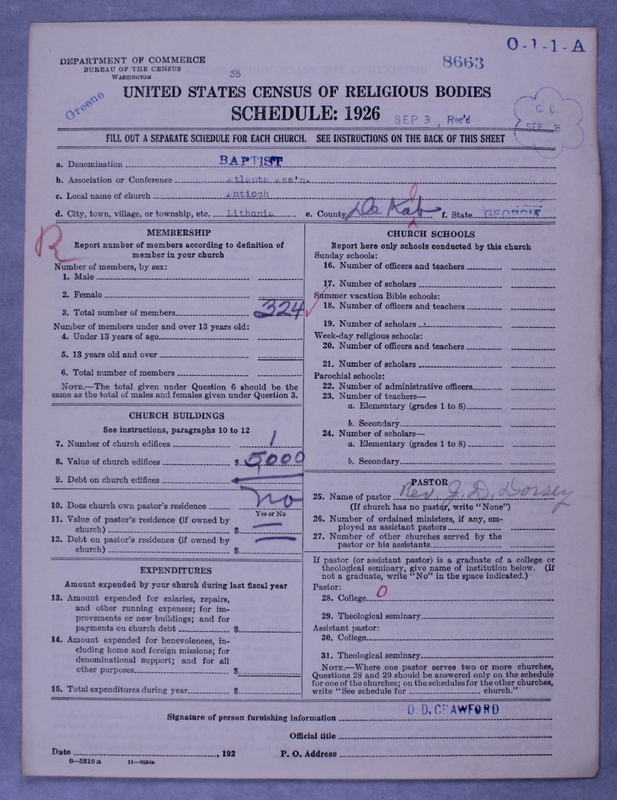 DEPARTMENT OF COMMERCE
BUREAU OF THE CENSUS
WASHINGTON
35
8663
O-1-1-A
Greene
UNITED STATES CENSUS OF RELIGIOUS BODIES
SCHEDULE: 1926
SEP 3, Rec'd
C. C.
SEP 8
FILL OUT A SEPARATE SCHEDULE FOR EACH CHURCH. SEE INSTRUCTIONS ON THE BACK OF THIS SHEET
a. Denomination BAPTIST
b. Association or Conference Atlanta Ass'n.
c. Local name of church Antioch
d. City, town, village, or township, etc. Lithonia e. County De Kalb f. State GEORGIA
R
MEMBERSHIP
Report number of members according to definition of member in your church
Number of members, by sex:
1. Male
2. Female
3. Total number of members 324
Number of members under and over 13 years old:
4. Under 13 years of age
5. 13 years old and over
6. Total number of members
NOTE.—The total given under Question 6 should be the
same as the total of males and females given under Question 3.
CHURCH BUILDINGS
See instructions, paragraphs 10 to 12
7. Number of church edifices 1
8. Value of church edifices $ 5000
9. Debt on church edifices
10. Does church own pastor's residence no
Yes or No
11. Value of pastor's residence (if owned by
church) $ —
12. Debt on pastor's residence (if owned by
church) $ —
EXPENDITURES
Amount expended by your church during last fiscal year
13. Amount expended for salaries, repairs,
and other running expenses; for im-
provements or new buildings; and for
payments on church debt $
14. Amount expended for benevolences, in-
cluding home and foreign missions; for
denominational support; and for all
other purposes $
15. Total expenditures during year $
CHURCH SCHOOLS
Report here only schools conducted by this church
Sunday schools:
16. Number of officers and teachers
17. Number of scholars
Summer vacation Bible schools:
18. Number of officers and teachers
19. Number of scholars
Week-day religious schools:
20. Number of officers and teachers
21. Number of scholars
Parochial schools:
22. Number of administrative officers
23. Number of teachers—
a. Elementary (grades 1 to 8)
b. Secondary
24. Number of scholars—
a. Elementary (grades 1 to 8)
b. Secondary
PASTOR
25. Name of pastor Rev. J. D. Dorsey
(If church has no pastor, write "None")
26. Number of ordained ministers, if any, em-
ployed as assistant pastors
27. Number of other churches served by the
pastor or his assistants
If pastor (or assistant pastor) is a graduate of a college or
theological seminary, give name of institution below. (If
not a graduate, write "No" in the space indicated.)
Pastor:
28. College 0
29. Theological seminary
Assistant pastor:
30. College
31. Theological seminary
NOTE.—Where one pastor serves two or more churches,
Questions 28 and 29 should be answered only on the schedule
for one of the churches; on the schedules for the other churches,
write "See schedule for church."
Signature of person furnishing information D. D. CRAWFORD
Official title
Date , 192 P. O. Address
8-5518a 11-9284a